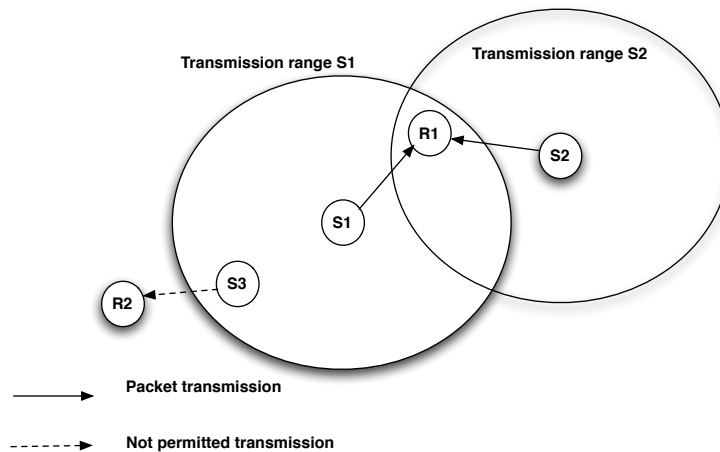 Transmission range S2
Transmission range S1
R1
S2
S1
S3
R2
Packet transmission
Not permitted transmission